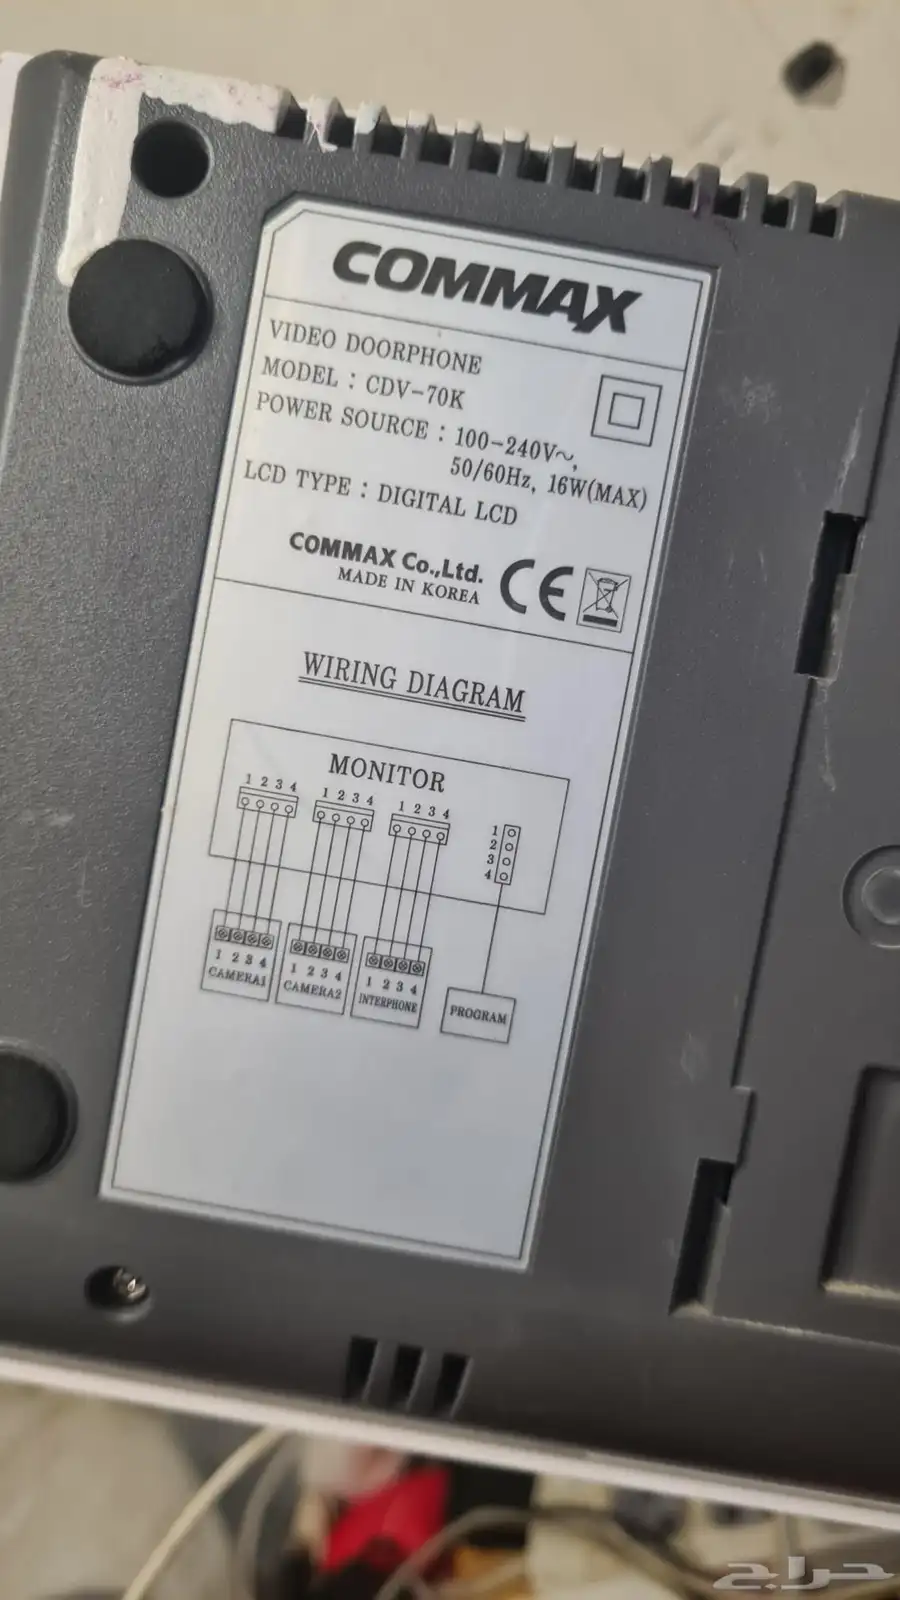 COMMAX
VIDEO DOORPHONE
MODEL : CDV-70K
POWER SOURCE : 100-240V~,
50/60Hz, 16W(MAX)
LCD TYPE : DIGITAL LCD
COMMAX Co.,Ltd.
MADE IN KOREA
CE
WIRING DIAGRAM
MONITOR
1 2 3 4
1 2 3 4
1 2 3 4
1
2
3
4
1 2 3 4
CAMERA1
1 2 3 4
CAMERA2
1 2 3 4
INTERPHONE
PROGRAM
حراج